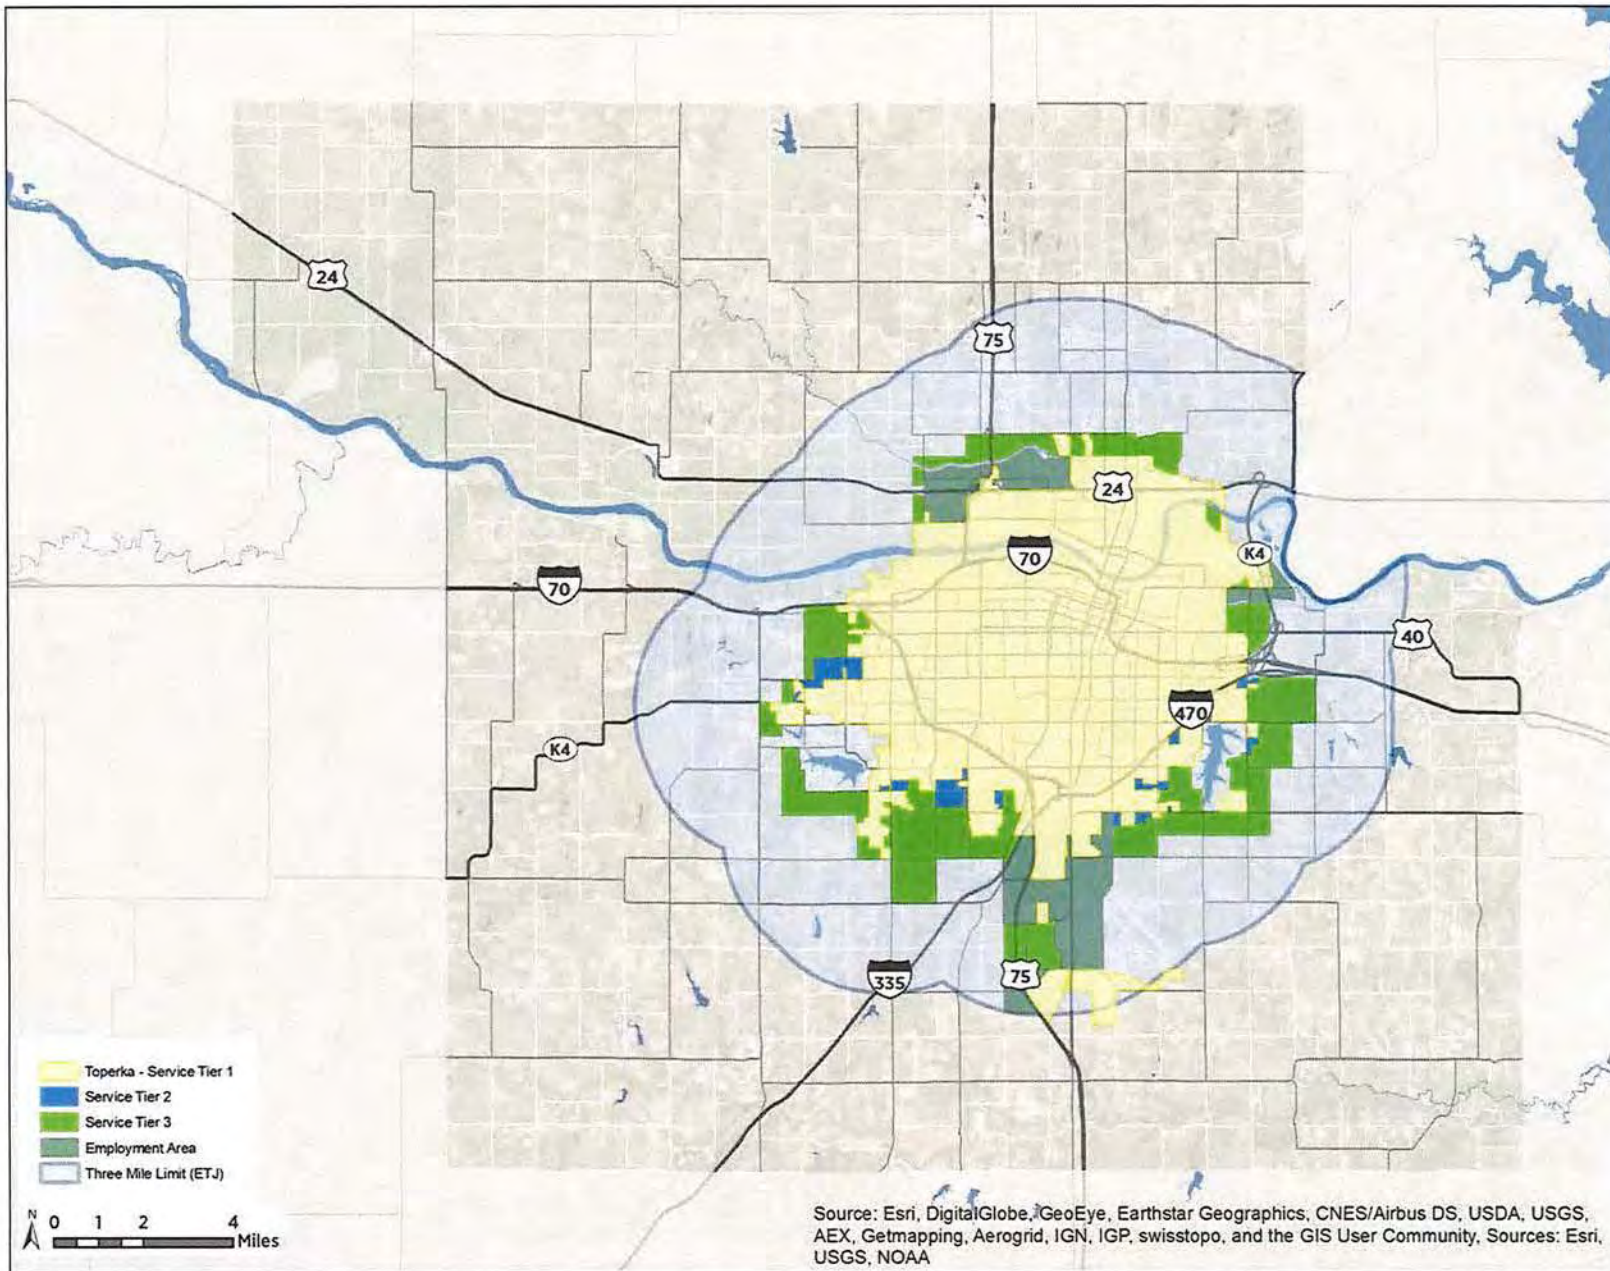 24
75
24
70
K4
70
40
470
K4
335
75
Toperka - Service Tier 1
Service Tier 2
Service Tier 3
Employment Area
Three Mile Limit (ETJ)
N
0 1 2 4
Miles
Source: Esri, DigitalGlobe, GeoEye, Earthstar Geographics, CNES/Airbus DS, USDA, USGS,
AEX, Getmapping, Aerogrid, IGN, IGP, swisstopo, and the GIS User Community, Sources: Esri,
USGS, NOAA